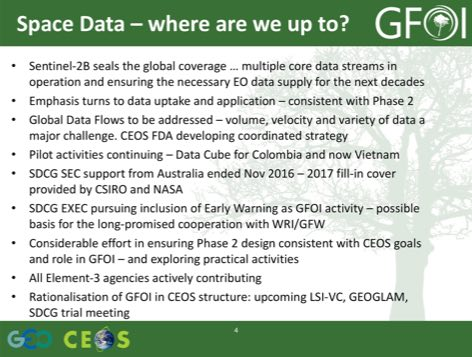 Space Data – where are we up to?
GFOI
• Sentinel-2B seals the global coverage … multiple core data streams in
operation and ensuring the necessary EO data supply for the next decades
• Emphasis turns to data uptake and application – consistent with Phase 2
• Global Data Flows to be addressed – volume, velocity and variety of data a
major challenge. CEOS FDA developing coordinated strategy
• Pilot activities continuing – Data Cube for Colombia and now Vietnam
• SDCG SEC support from Australia ended Nov 2016 – 2017 fill-in cover
provided by CSIRO and NASA
• SDCG EXEC pursuing inclusion of Early Warning as GFOI activity – possible
basis for the long-promised cooperation with WRI/GFW
• Considerable effort in ensuring Phase 2 design consistent with CEOS goals
and role in GFOI – and exploring practical activities
• All Element-3 agencies actively contributing
• Rationalisation of GFOI in CEOS structure: upcoming LSI-VC, GEOGLAM,
SDCG trial meeting
4
GEO CEOS